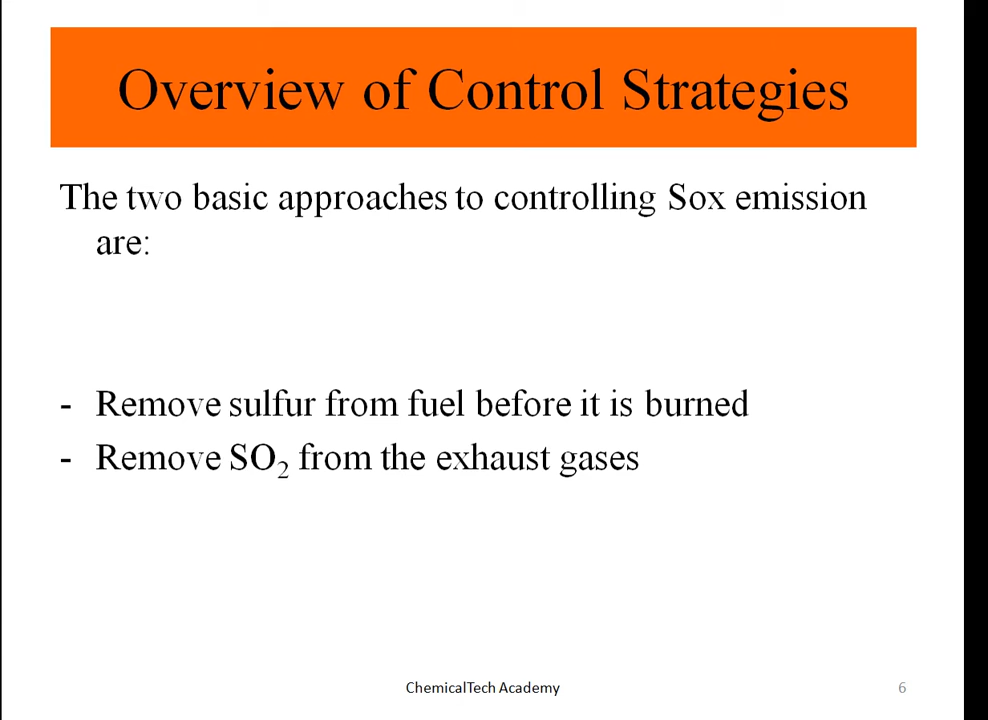 Overview of Control Strategies
The two basic approaches to controlling Sox emission
are:
- Remove sulfur from fuel before it is burned
- Remove SO₂ from the exhaust gases
ChemicalTech Academy
6